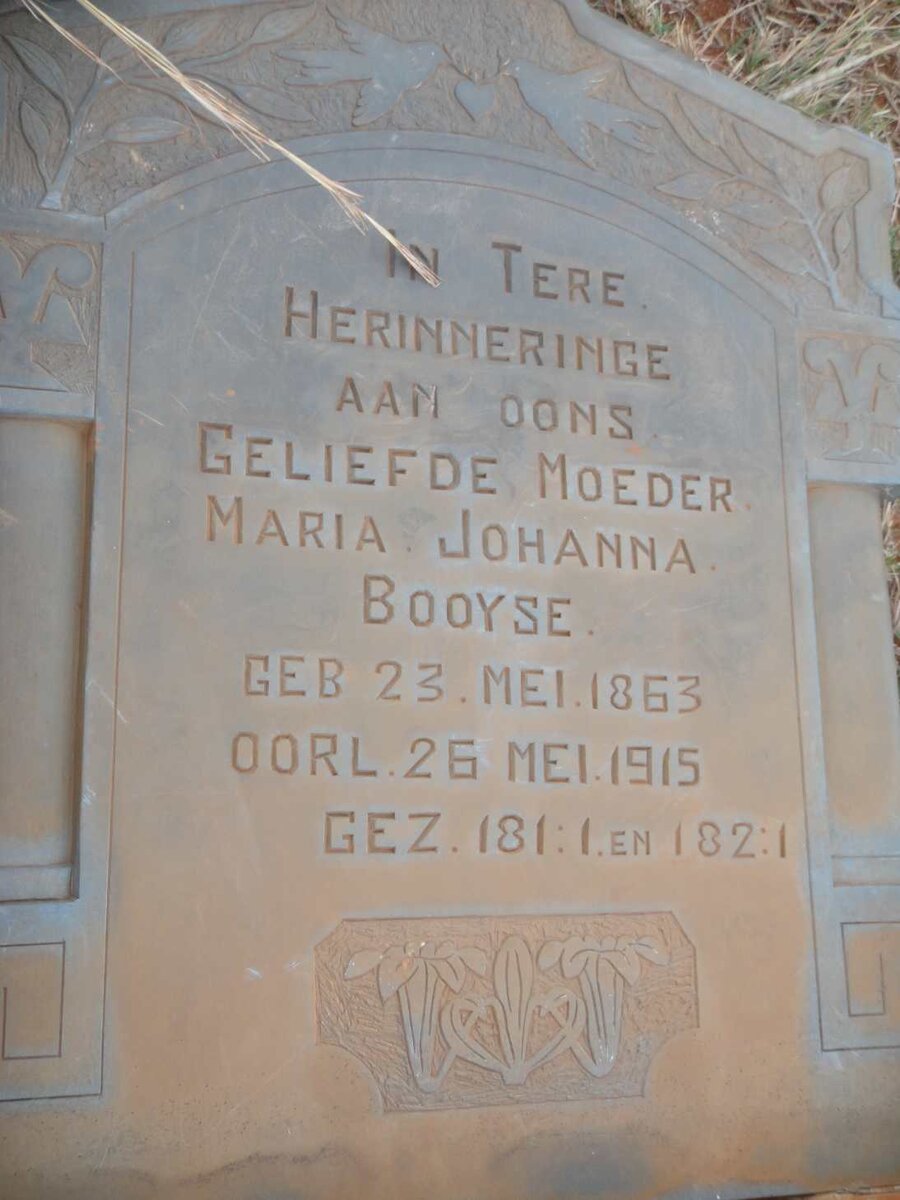 IN TERE.
HERINNERINGE
AAN OONS.
GELIEFDE MOEDER.
MARIA. JOHANNA.
BOOYSE.
GEB 23. MEI. 1863
OORL. 26 MEI. 1915
GEZ. 181:1. EN 182:1